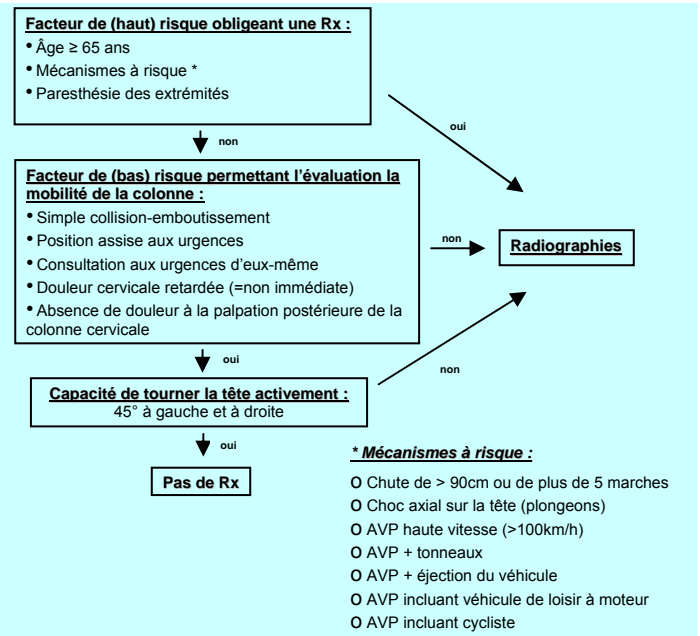 Facteur de (haut) risque obligeant une Rx :
• Âge ≥ 65 ans
• Mécanismes à risque *
• Paresthésie des extrémités
oui
non
Facteur de (bas) risque permettant l'évaluation la
mobilité de la colonne :
• Simple collision-emboutissement
• Position assise aux urgences
• Consultation aux urgences d'eux-même
• Douleur cervicale retardée (=non immédiate)
• Absence de douleur à la palpation postérieure de la
colonne cervicale
non
Radiographies
oui
non
Capacité de tourner la tête activement :
45° à gauche et à droite
oui
Pas de Rx
* Mécanismes à risque :
o Chute de > 90cm ou de plus de 5 marches
o Choc axial sur la tête (plongeons)
o AVP haute vitesse (>100km/h)
o AVP + tonneaux
o AVP + éjection du véhicule
o AVP incluant véhicule de loisir à moteur
o AVP incluant cycliste